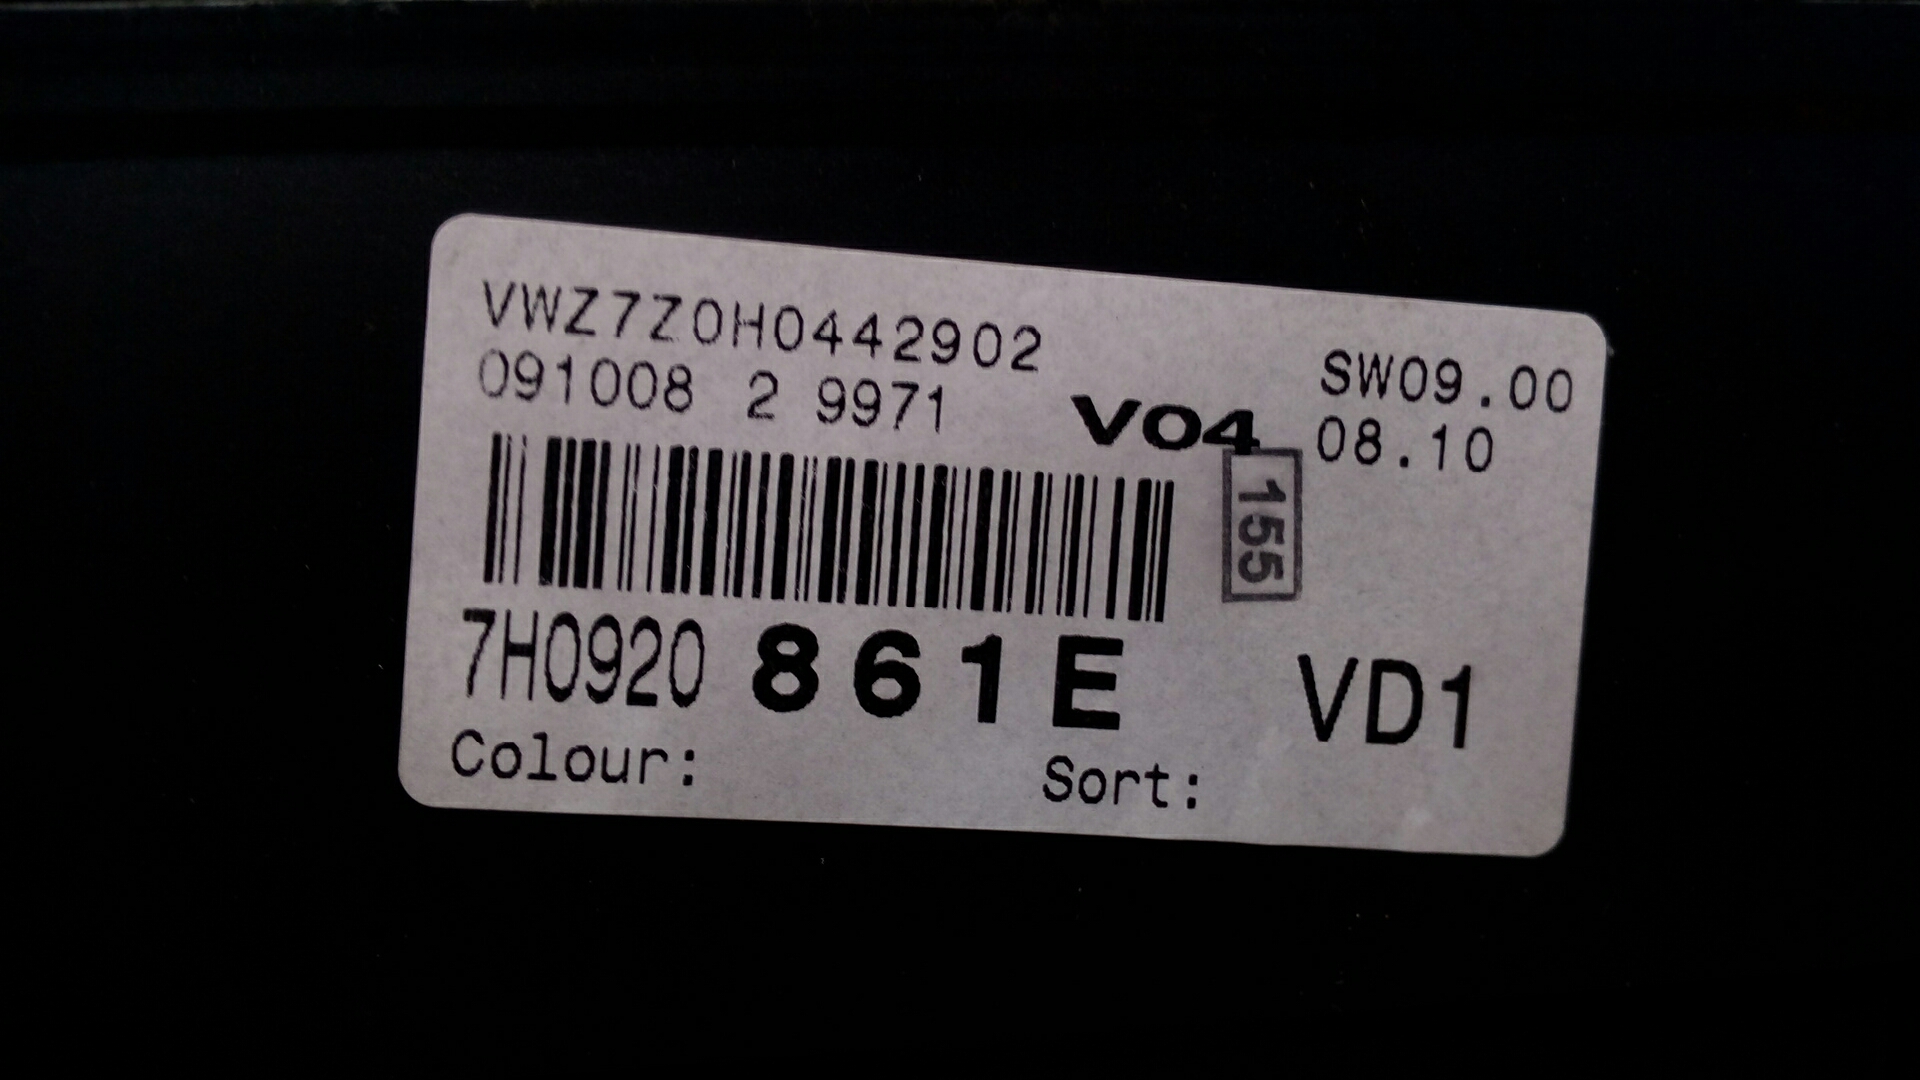 VWZ7Z0H0442902
SW09.00
091008 2 9971
V04
08.10
155
7H0920 861E
VD1
Colour:
Sort: